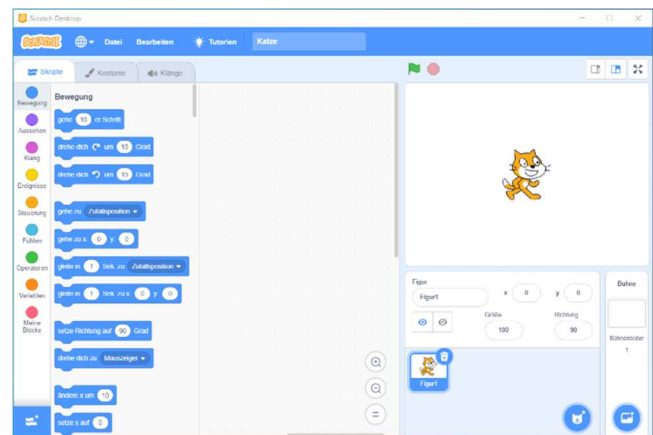 Scratch Desktop
SCRATCH
Datei Bearbeiten Tutorien Katze
Skripte Kostüme Klänge
Bewegung
Aussehen
Klang
Ereignisse
Steuerung
Fühlen
Operatoren
Variablen
Meine
Blöcke
Bewegung
gehe 10 er Schritt
drehe dich um 15 Grad
drehe dich um 15 Grad
gehe zu Zufallsposition
gehe zu x: 0 y: 0
gleite in 1 Sek. zu Zufallsposition
gleite in 1 Sek. zu x: 0 y: 0
setze Richtung auf 90 Grad
drehe dich zu Mauszeiger
ändere x um 10
setze x auf 0
Figur
Figur1
x 0 y 0
Größe
100
Richtung
90
Figur1
Bühne
Bühnenbilder
1